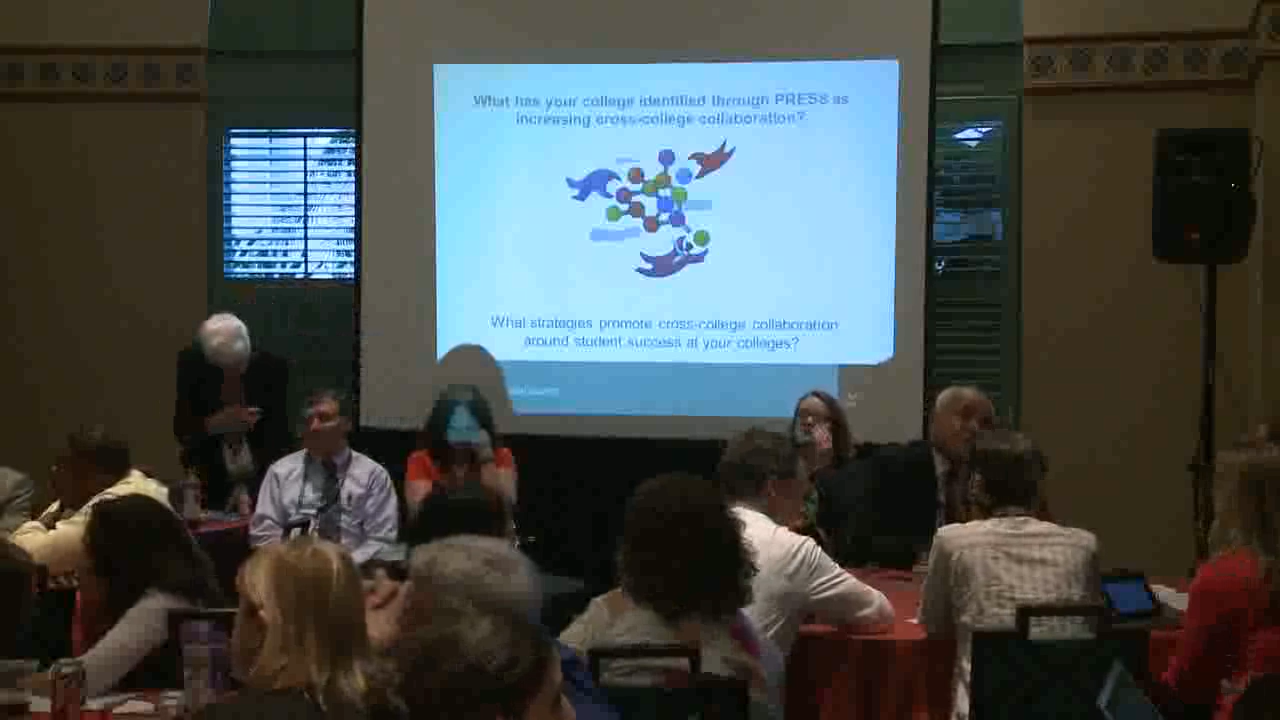 What has your college identified through PRESS as
increasing cross-college collaboration?
What strategies promote cross-college collaboration
around student success at your colleges?